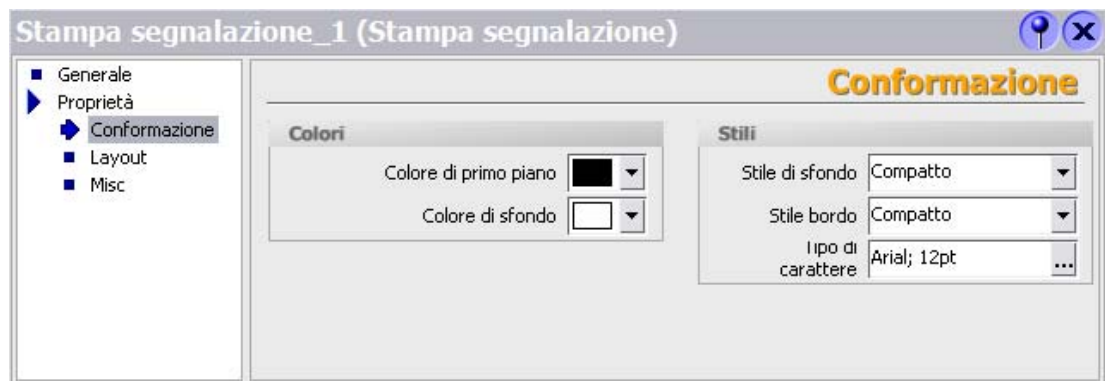 Stampa segnalazione_1 (Stampa segnalazione)
Generale
Proprietà
Conformazione
Layout
Misc
Conformazione
Colori
Colore di primo piano
Colore di sfondo
Stili
Stile di sfondo Compatto
Stile bordo Compatto
Tipo di
carattere Arial; 12pt ...